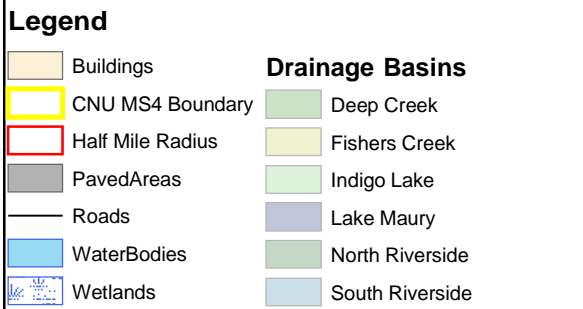 Legend
Buildings
CNU MS4 Boundary
Half Mile Radius
PavedAreas
Roads
WaterBodies
Wetlands
Drainage Basins
Deep Creek
Fishers Creek
Indigo Lake
Lake Maury
North Riverside
South Riverside